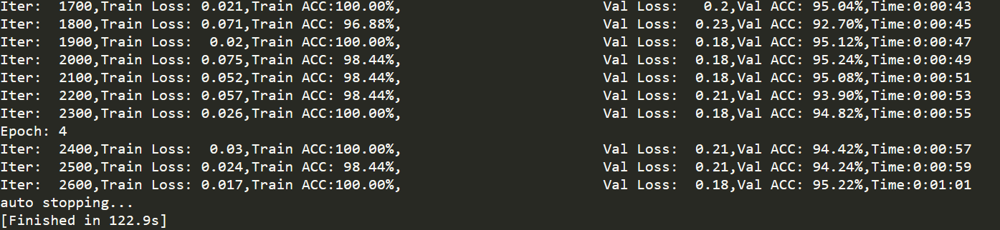 Iter:  1700,Train Loss: 0.021,Train ACC:100.00%,                        Val Loss:   0.2,Val ACC: 95.04%,Time:0:00:43
Iter:  1800,Train Loss: 0.071,Train ACC: 96.88%,                        Val Loss:  0.23,Val ACC: 92.70%,Time:0:00:45
Iter:  1900,Train Loss:  0.02,Train ACC:100.00%,                        Val Loss:  0.18,Val ACC: 95.12%,Time:0:00:47
Iter:  2000,Train Loss: 0.075,Train ACC: 98.44%,                        Val Loss:  0.18,Val ACC: 95.24%,Time:0:00:49
Iter:  2100,Train Loss: 0.052,Train ACC: 98.44%,                        Val Loss:  0.18,Val ACC: 95.08%,Time:0:00:51
Iter:  2200,Train Loss: 0.057,Train ACC: 98.44%,                        Val Loss:  0.21,Val ACC: 93.90%,Time:0:00:53
Iter:  2300,Train Loss: 0.026,Train ACC:100.00%,                        Val Loss:  0.18,Val ACC: 94.82%,Time:0:00:55
Epoch: 4
Iter:  2400,Train Loss:  0.03,Train ACC:100.00%,                        Val Loss:  0.21,Val ACC: 94.42%,Time:0:00:57
Iter:  2500,Train Loss: 0.024,Train ACC: 98.44%,                        Val Loss:  0.21,Val ACC: 94.24%,Time:0:00:59
Iter:  2600,Train Loss: 0.017,Train ACC:100.00%,                        Val Loss:  0.18,Val ACC: 95.22%,Time:0:01:01
auto stopping...
[Finished in 122.9s]